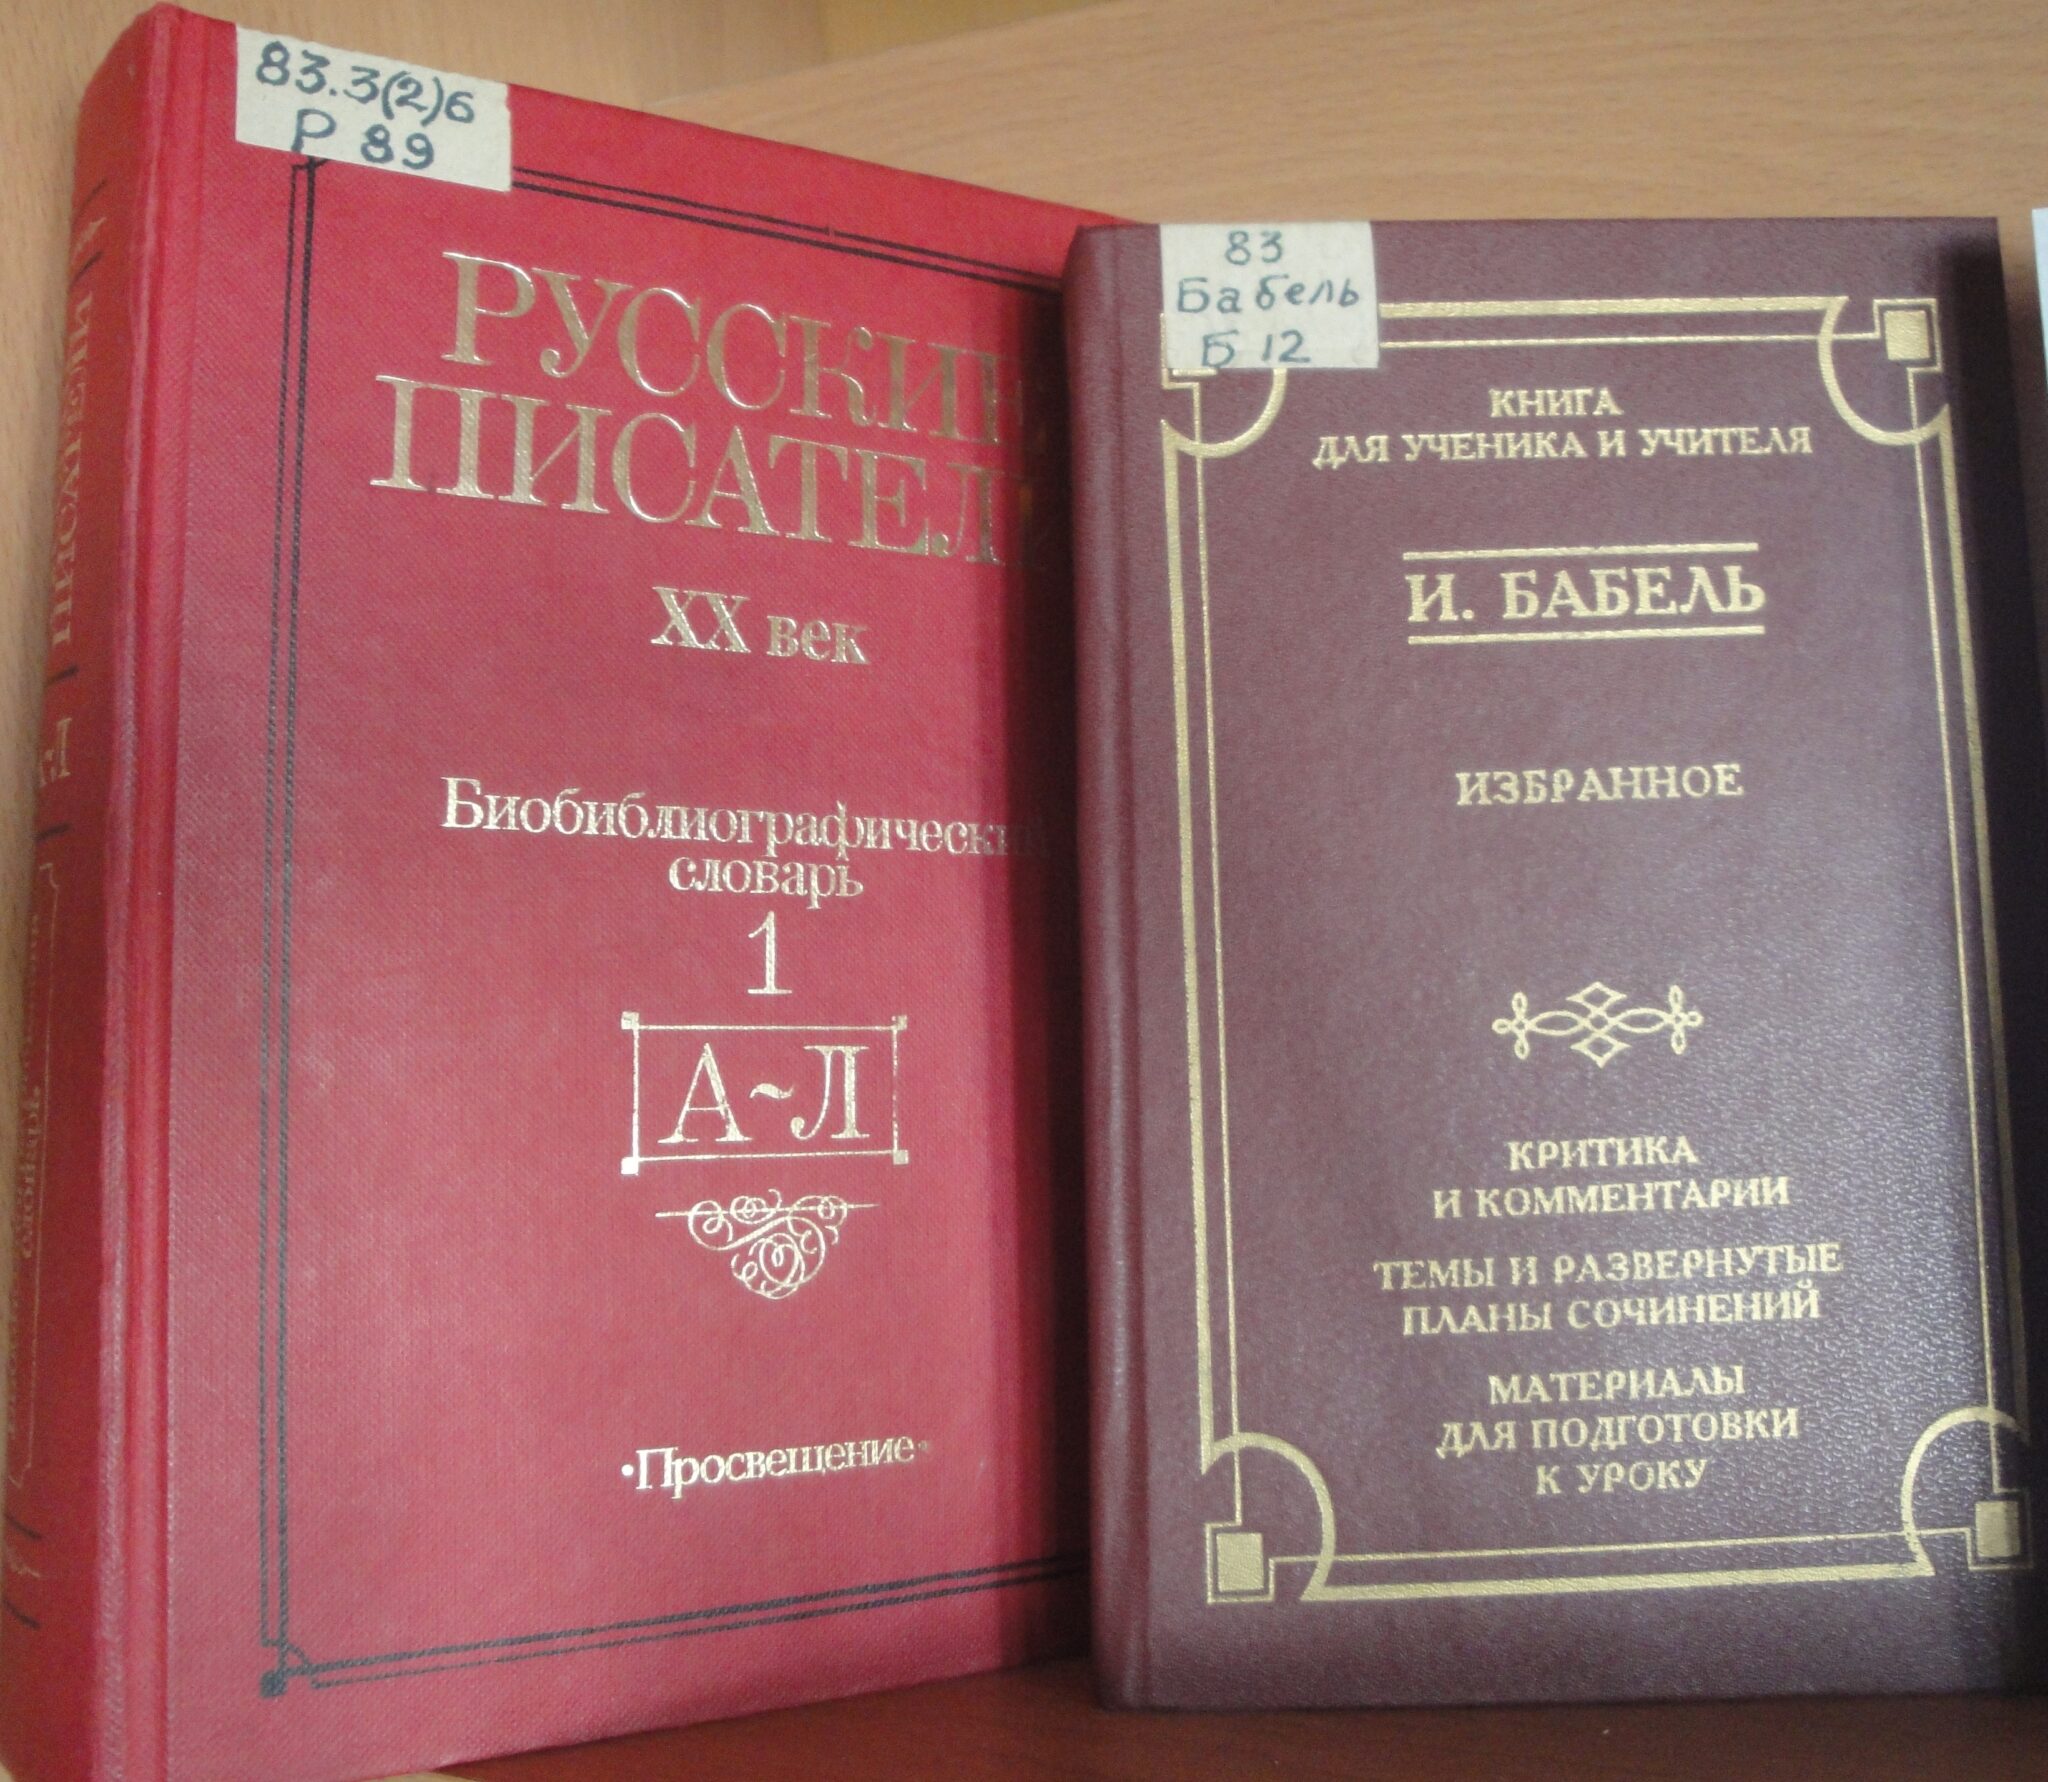 83.3(2)6
Р 89
РУССКИЕ
ПИСАТЕЛИ
XX век
Биобиблиографический
словарь
1
А~Л
•Просвещение•
83
Бабель
Б 12
КНИГА
ДЛЯ УЧЕНИКА И УЧИТЕЛЯ
И. БАБЕЛЬ
ИЗБРАННОЕ
КРИТИКА
И КОММЕНТАРИИ
ТЕМЫ И РАЗВЕРНУТЫЕ
ПЛАНЫ СОЧИНЕНИЙ
МАТЕРИАЛЫ
ДЛЯ ПОДГОТОВКИ
К УРОКУ